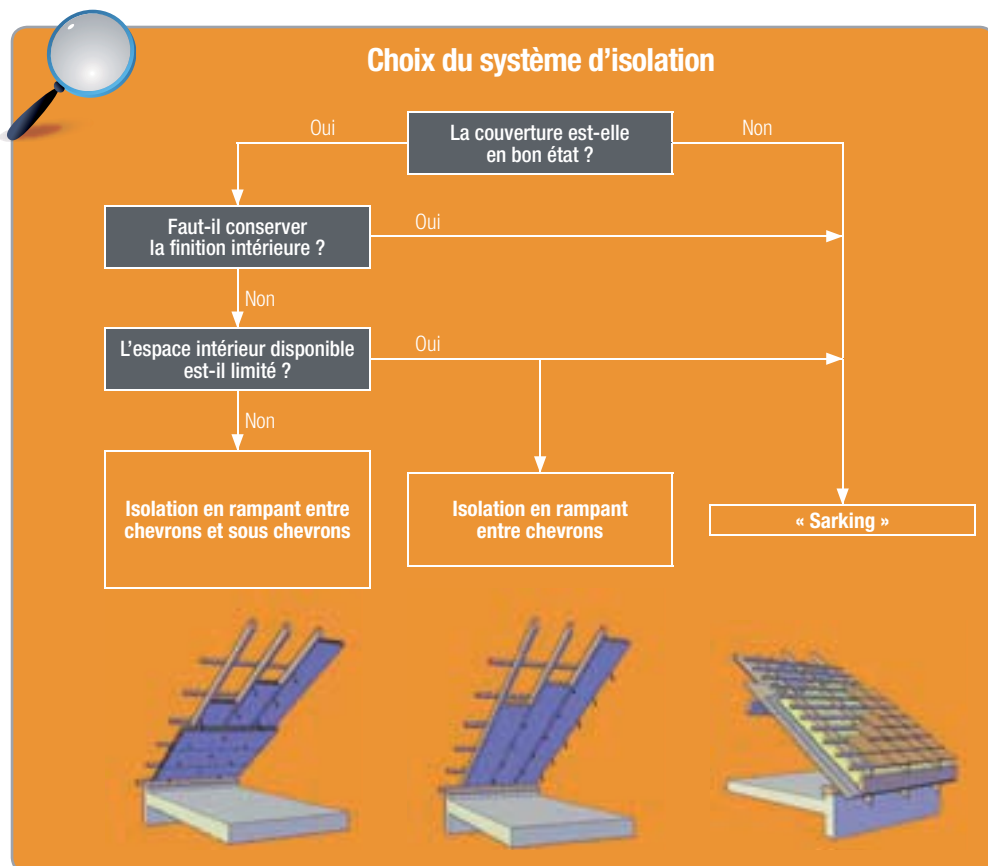 Choix du système d'isolation
Oui
La couverture est-elle
en bon état ?
Non
Faut-il conserver
la finition intérieure ?
Oui
Non
L'espace intérieur disponible
est-il limité ?
Oui
Non
Isolation en rampant entre
chevrons et sous chevrons
Isolation en rampant
entre chevrons
« Sarking »